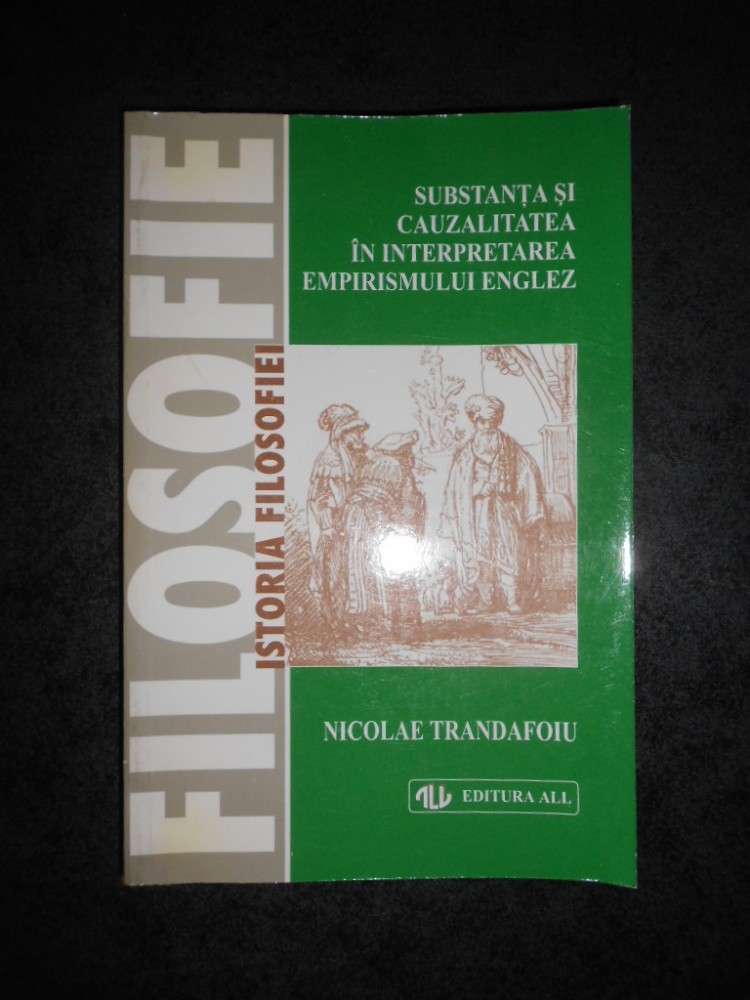 FILOSOFIE
ISTORIA FILOSOFIEI
SUBSTANȚA ȘI
CAUZALITATEA
ÎN INTERPRETAREA
EMPIRISMULUI ENGLEZ
NICOLAE TRANDAFOIU
ALL EDITURA ALL